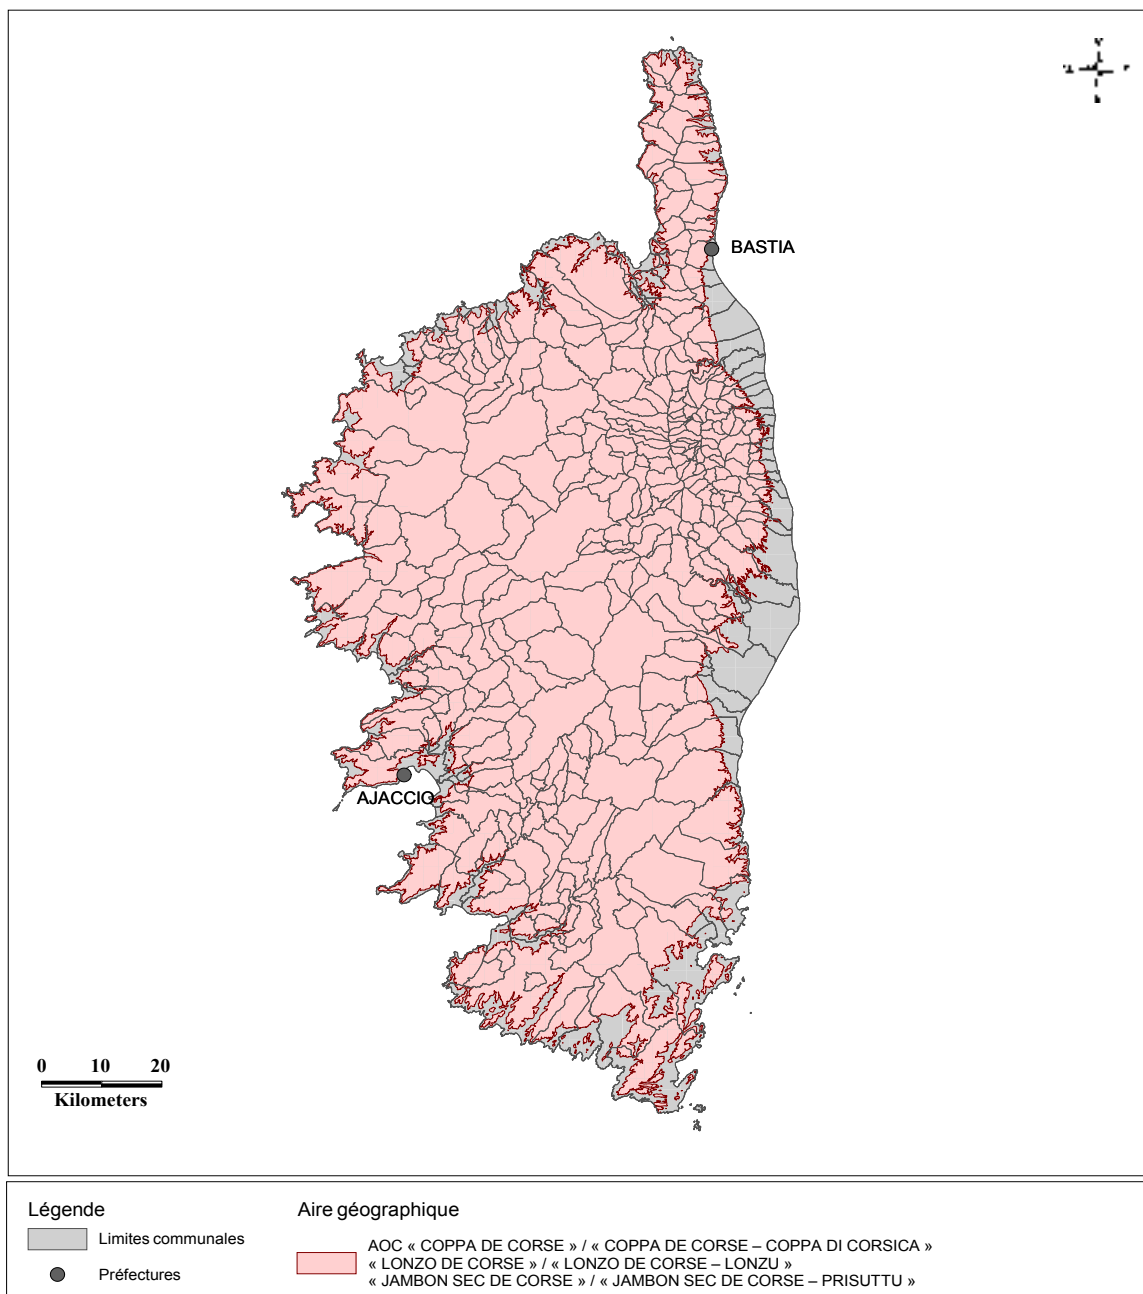 BASTIA
AJACCIO
0 10 20
Kilometers
Légende
Limites communales
Préfectures
Aire géographique
AOC « COPPA DE CORSE » / « COPPA DE CORSE – COPPA DI CORSICA »
« LONZO DE CORSE » / « LONZO DE CORSE – LONZU »
« JAMBON SEC DE CORSE » / « JAMBON SEC DE CORSE – PRISUTTU »